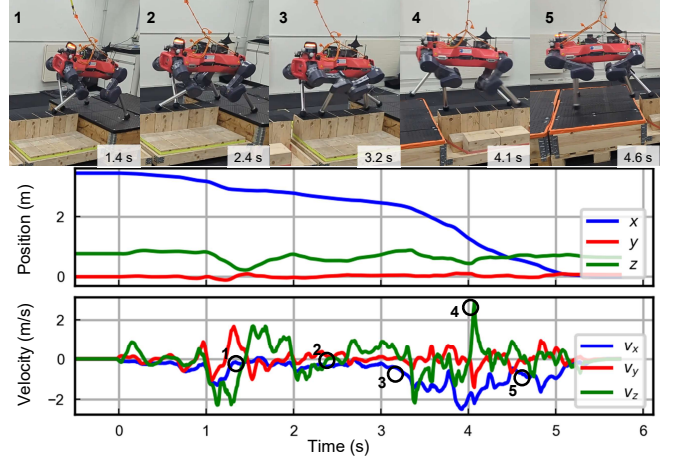 1 2 3 4 5
1.4 s 2.4 s 3.2 s 4.1 s 4.6 s
Position (m)
2
0
x
y
z
Velocity (m/s)
2
0
−2
1
2
3
4
5
vx
vy
vz
0 1 2 3 4 5 6
Time (s)